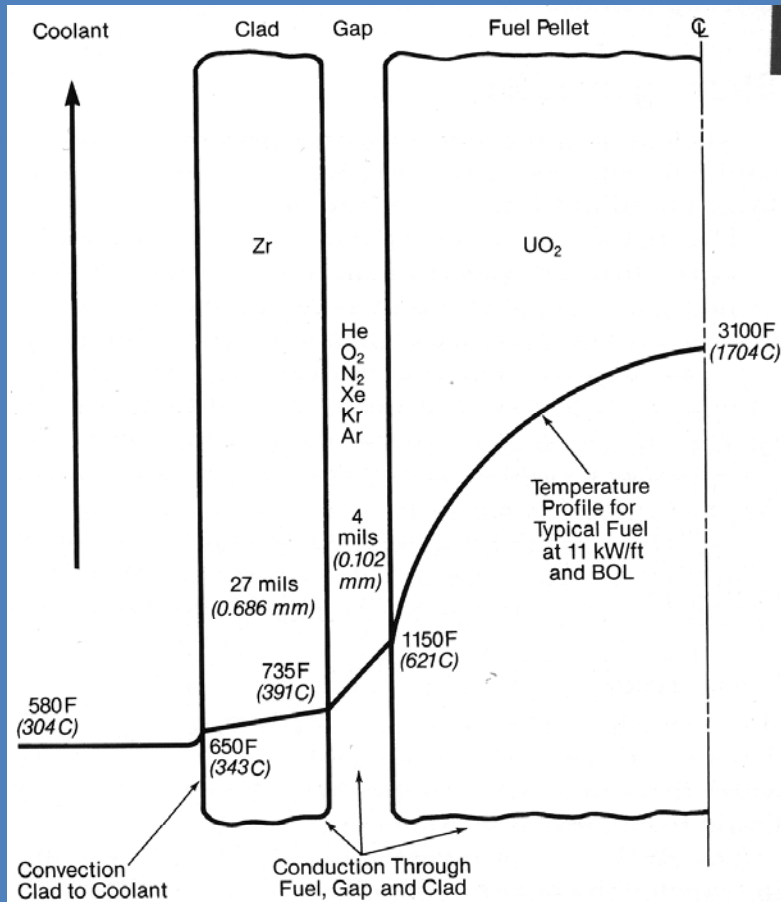 Coolant
Clad
Gap
Fuel Pellet
℄
Zr
UO₂
He
O₂
N₂
Xe
Kr
Ar
3100F
(1704C)
Temperature
Profile for
Typical Fuel
at 11 kW/ft
and BOL
4
mils
(0.102
mm)
27 mils
(0.686 mm)
1150F
(621C)
735F
(391C)
580F
(304C)
650F
(343C)
Convection
Clad to Coolant
Conduction Through
Fuel, Gap and Clad